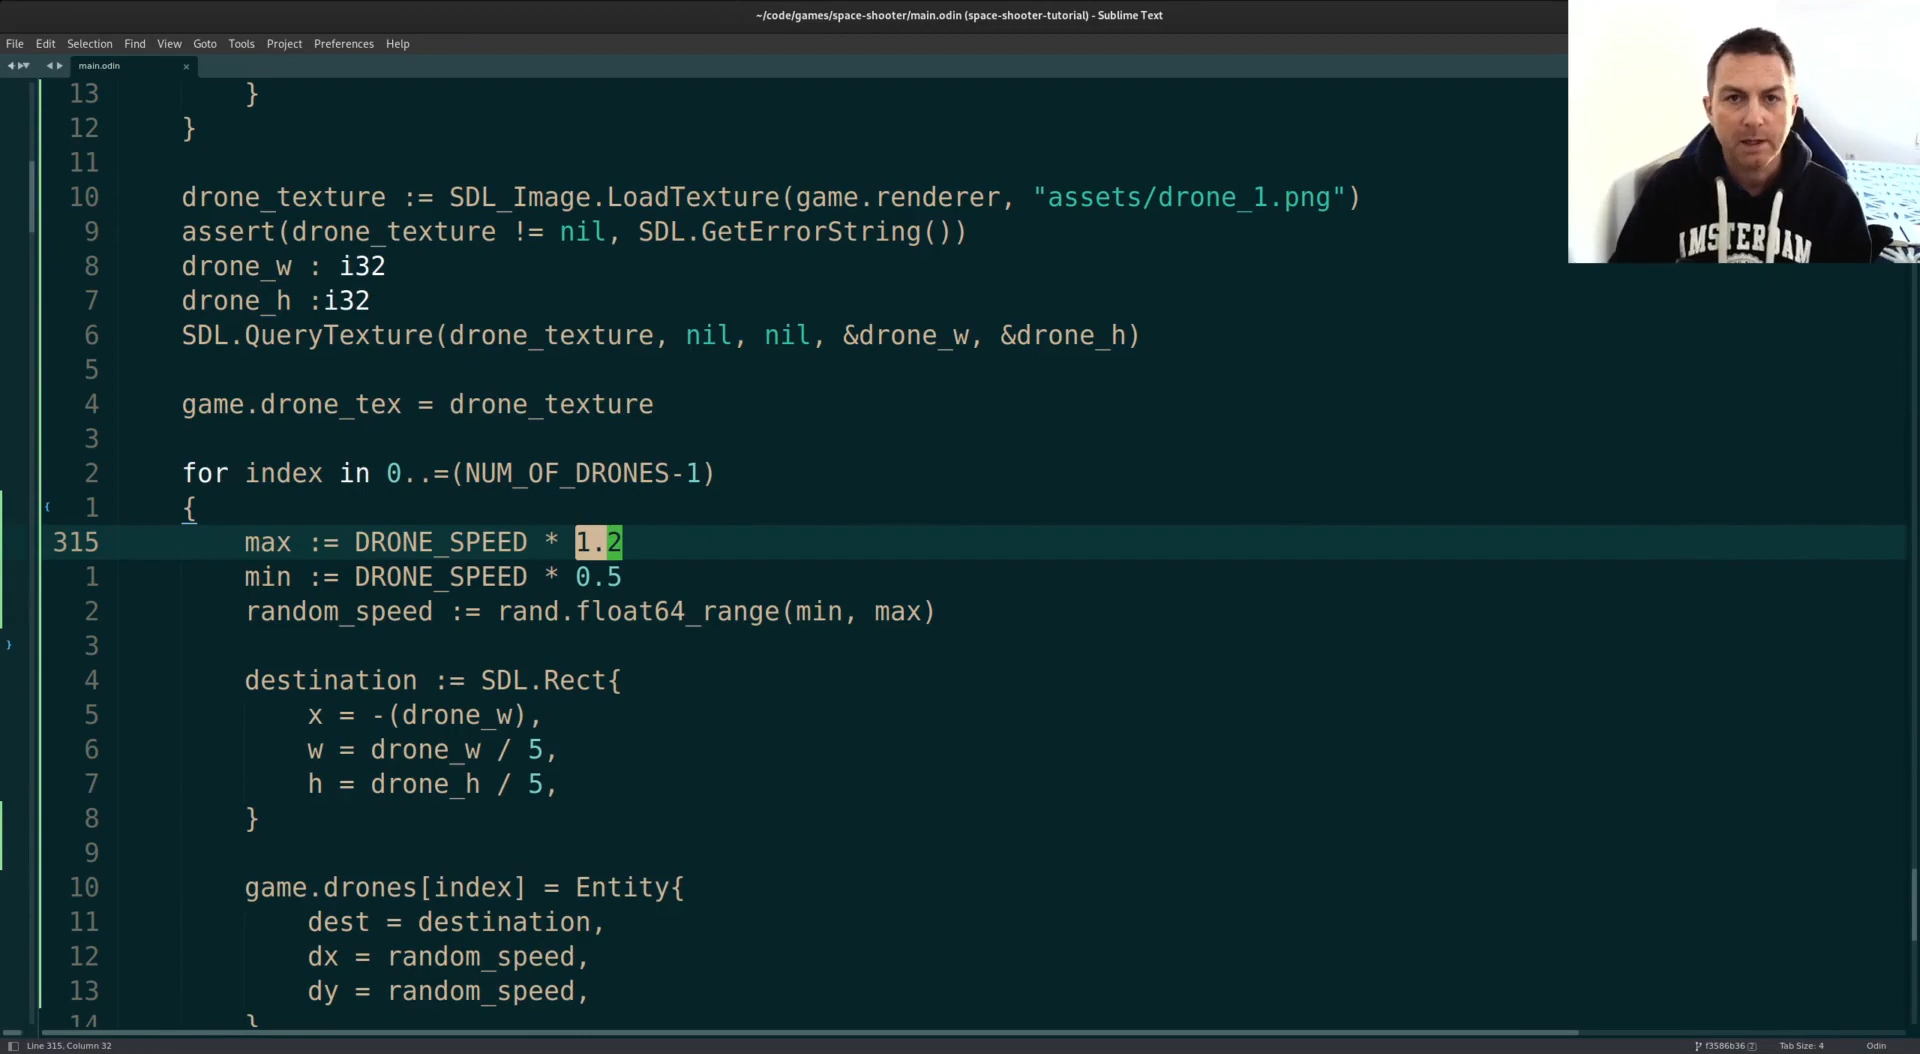 ~/code/games/space-shooter/main.odin (space-shooter-tutorial) - Sublime Text
File Edit Selection Find View Goto Tools Project Preferences Help
main.odin ×
13 }
12 }
11
10 drone_texture := SDL_Image.LoadTexture(game.renderer, "assets/drone_1.png")
9 assert(drone_texture != nil, SDL.GetErrorString())
8 drone_w : i32
7 drone_h :i32
6 SDL.QueryTexture(drone_texture, nil, nil, &drone_w, &drone_h)
5
4 game.drone_tex = drone_texture
3
2 for index in 0..=(NUM_OF_DRONES-1)
1 {
315 max := DRONE_SPEED * 1.2
1 min := DRONE_SPEED * 0.5
2 random_speed := rand.float64_range(min, max)
3
4 destination := SDL.Rect{
5 x = -(drone_w),
6 w = drone_w / 5,
7 h = drone_h / 5,
8 }
9
10 game.drones[index] = Entity{
11 dest = destination,
12 dx = random_speed,
13 dy = random_speed,
14 }
AMSTERDAM
Line 315, Column 32
f3586b36 2 Tab Size: 4 Odin